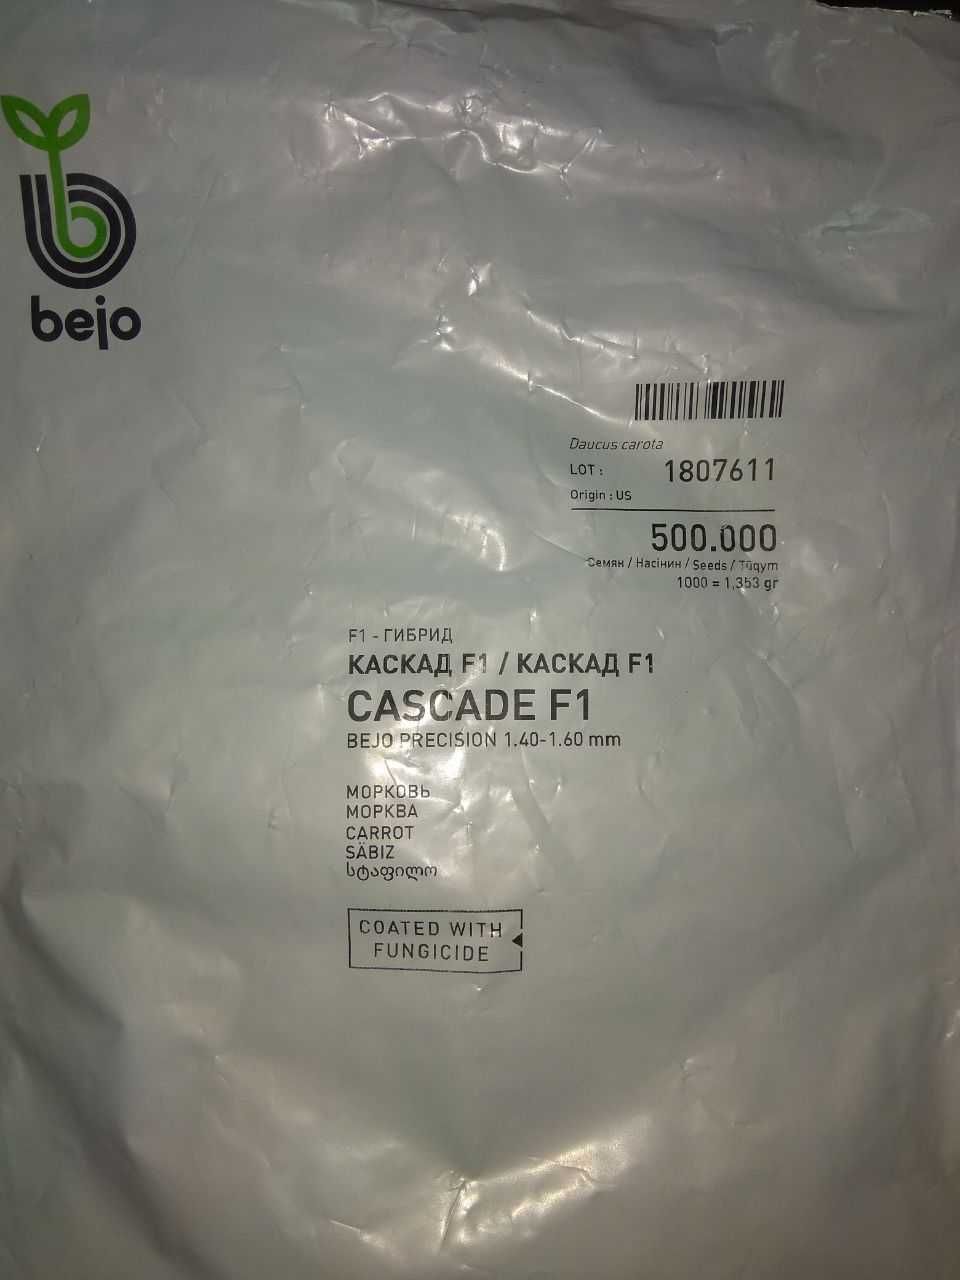 bejo
Daucus carota
LOT : 1807611
Origin : US
500.000
Семян / Насінин / Seeds / Tūqym
1000 = 1,353 gr
F1 - ГИБРИД
КАСКАД F1 / КАСКАД F1
CASCADE F1
BEJO PRECISION 1.40-1.60 mm
МОРКОВЬ
МОРКВА
CARROT
SÄBIZ
სტაფილო
COATED WITH
FUNGICIDE